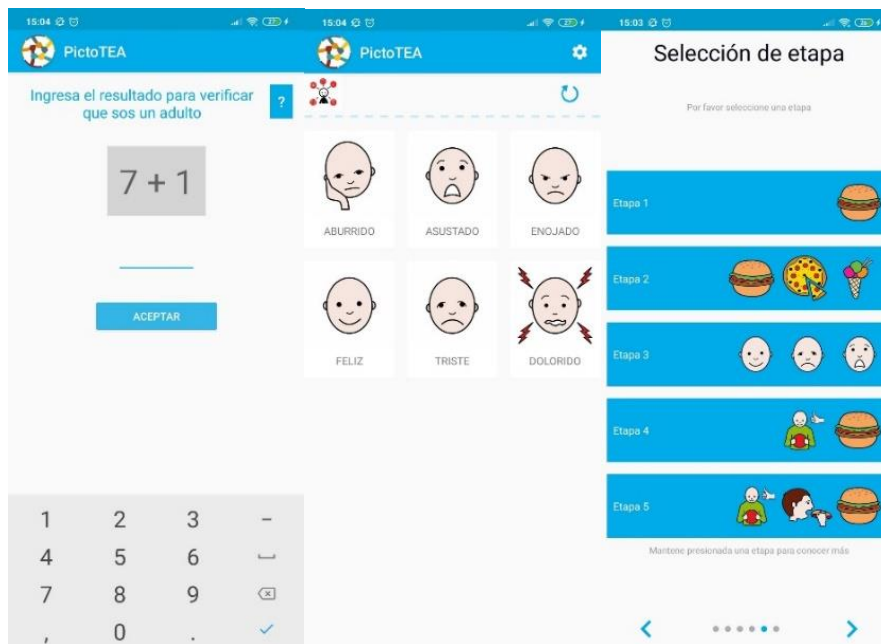 15:04
27
PictoTEA
Ingresa el resultado para verificar
que sos un adulto
?
7 + 1
ACEPTAR
1 2 3 -
4 5 6
7 8 9
, 0 .
15:04
27
PictoTEA
ABURRIDO ASUSTADO ENOJADO
FELIZ TRISTE DOLORIDO
15:03
Selección de etapa
Por favor seleccione una etapa
Etapa 1
Etapa 2
Etapa 3
Etapa 4
Etapa 5
Mantene presionada una etapa para conocer más